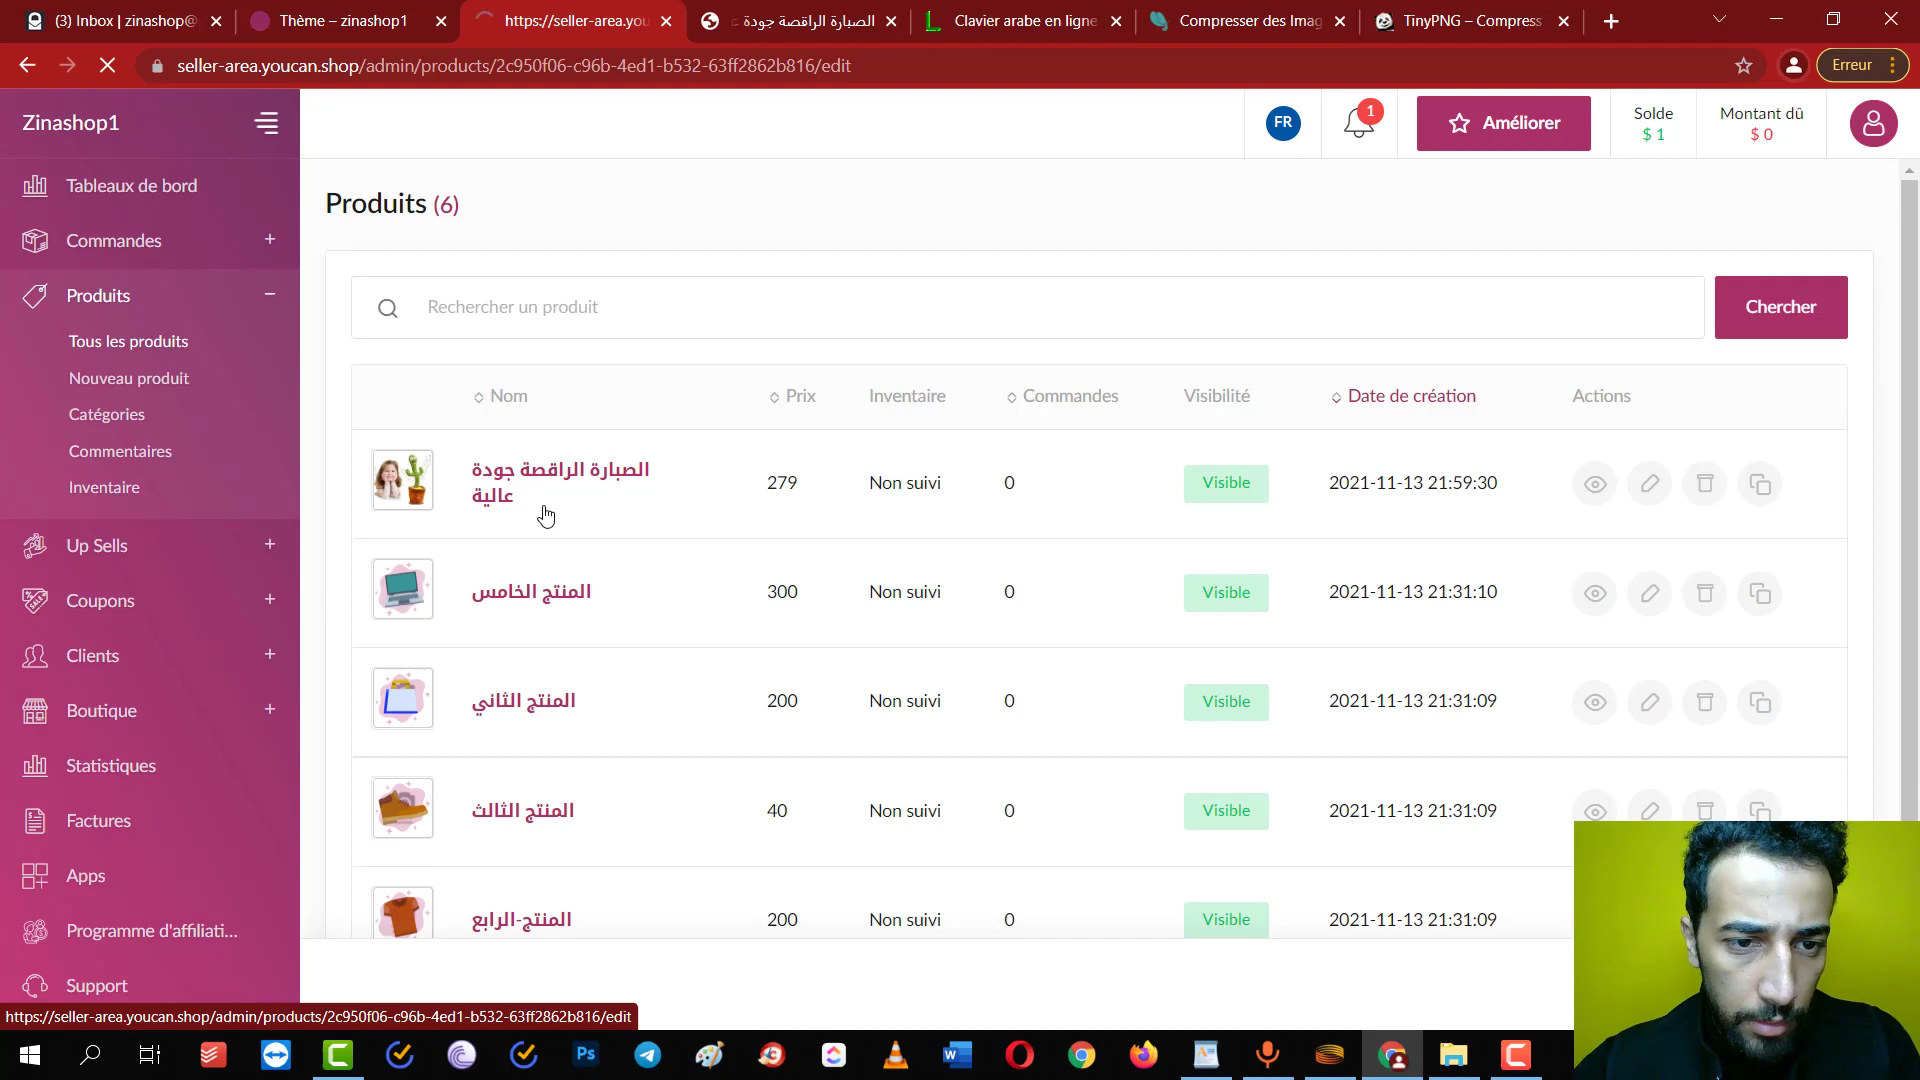 (3) Inbox | zinashop@
Thème – zinashop1
https://seller-area.you
الصبارة الراقصة جودة
Clavier arabe en ligne
Compresser des Imag
TinyPNG – Compress
seller-area.youcan.shop/admin/products/2c950f06-c96b-4ed1-b532-63ff2862b816/edit
Erreur
Zinashop1
FR
1
Améliorer
Solde
$ 1
Montant dû
$ 0
Tableaux de bord
Commandes
Produits
Tous les produits
Nouveau produit
Catégories
Commentaires
Inventaire
Up Sells
Coupons
Clients
Boutique
Statistiques
Factures
Apps
Programme d'affiliati...
Support
Produits (6)
Rechercher un produit
Chercher
Nom Prix Inventaire Commandes Visibilité Date de création Actions
الصبارة الراقصة جودة
عالية
279 Non suivi 0 Visible 2021-11-13 21:59:30
المنتج الخامس
300 Non suivi 0 Visible 2021-11-13 21:31:10
المنتج الثاني
200 Non suivi 0 Visible 2021-11-13 21:31:09
المنتج الثالث
40 Non suivi 0 Visible 2021-11-13 21:31:09
المنتج-الرابع
200 Non suivi 0 Visible 2021-11-13 21:31:09
https://seller-area.youcan.shop/admin/products/2c950f06-c96b-4ed1-b532-63ff2862b816/edit